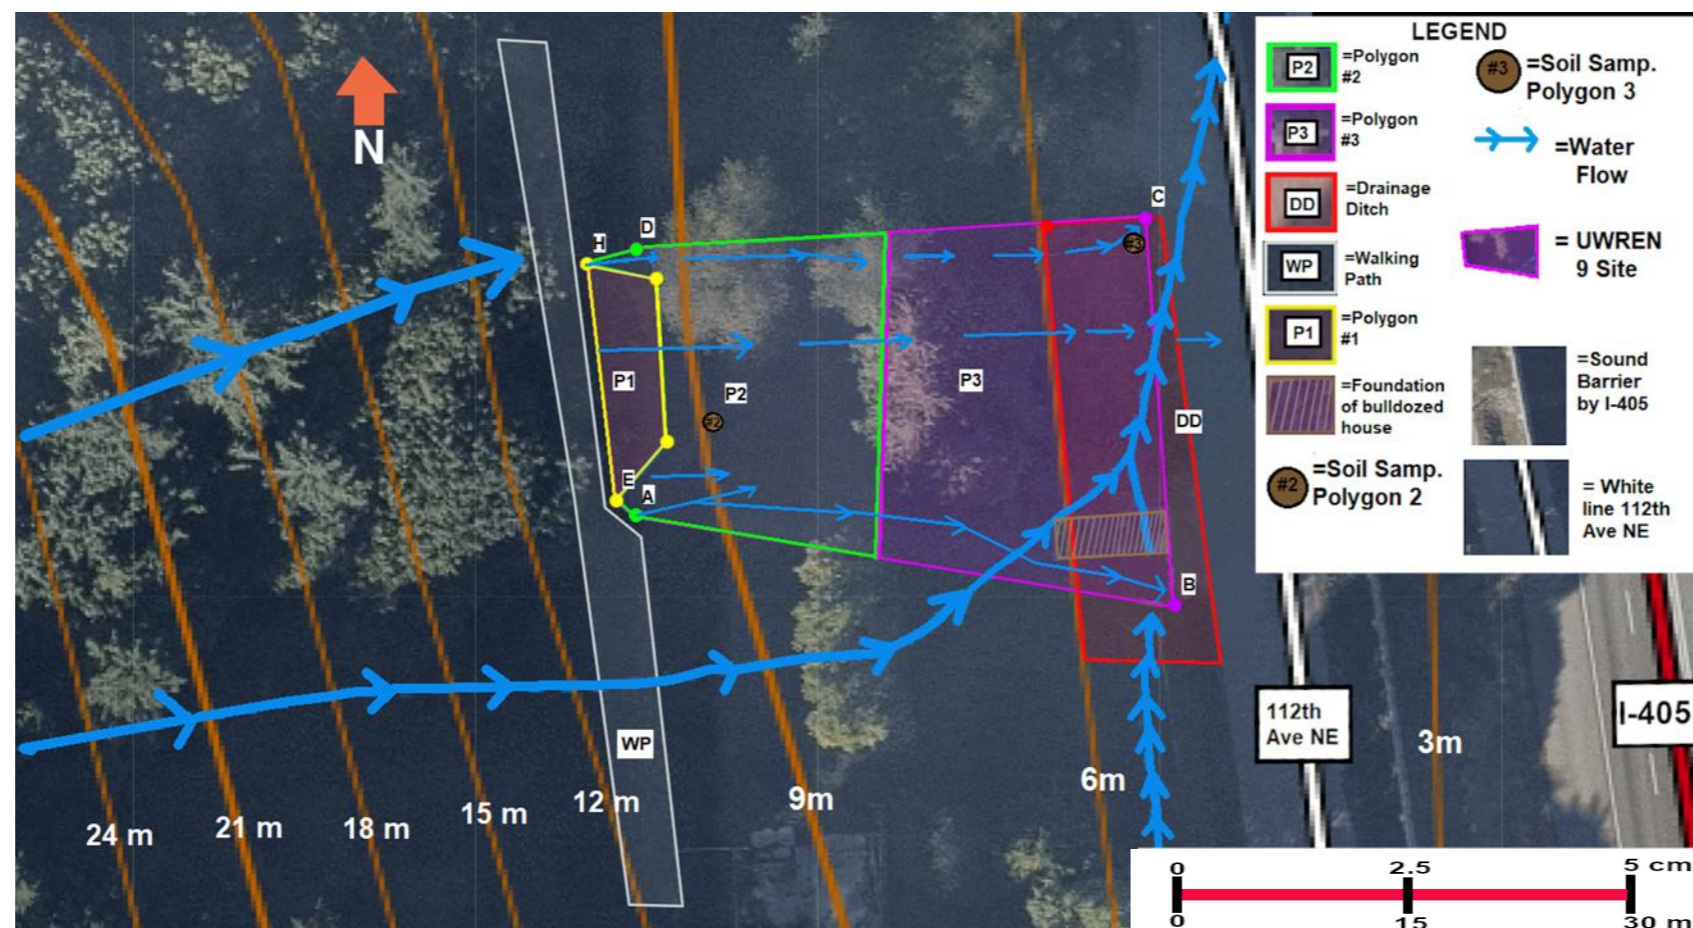 LEGEND
P2
=Polygon
#2
#3
=Soil Samp.
Polygon 3
P3
=Polygon
#3
=Water
Flow
DD
=Drainage
Ditch
WP
=Walking
Path
= UWREN
9 Site
P1
=Polygon
#1
=Sound
Barrier
by I-405
=Foundation
of bulldozed
house
#2
=Soil Samp.
Polygon 2
= White
line 112th
Ave NE
N
H
D
C
P1
P2
#2
P3
#3
DD
E
A
B
WP
112th
Ave NE
I-405
24 m
21 m
18 m
15 m
12 m
9m
6m
3m
0
2.5
5 cm
0
15
30 m